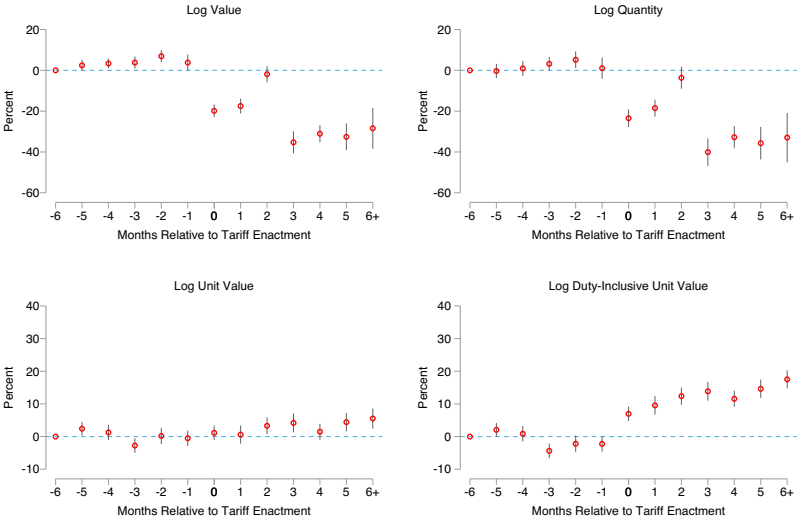 Log Value
20
0
-20
-40
-60
Percent
-6 -5 -4 -3 -2 -1 0 1 2 3 4 5 6+
Months Relative to Tariff Enactment
Log Quantity
20
0
-20
-40
-60
Percent
-6 -5 -4 -3 -2 -1 0 1 2 3 4 5 6+
Months Relative to Tariff Enactment
Log Unit Value
40
30
20
10
0
-10
Percent
-6 -5 -4 -3 -2 -1 0 1 2 3 4 5 6+
Months Relative to Tariff Enactment
Log Duty-Inclusive Unit Value
40
30
20
10
0
-10
Percent
-6 -5 -4 -3 -2 -1 0 1 2 3 4 5 6+
Months Relative to Tariff Enactment